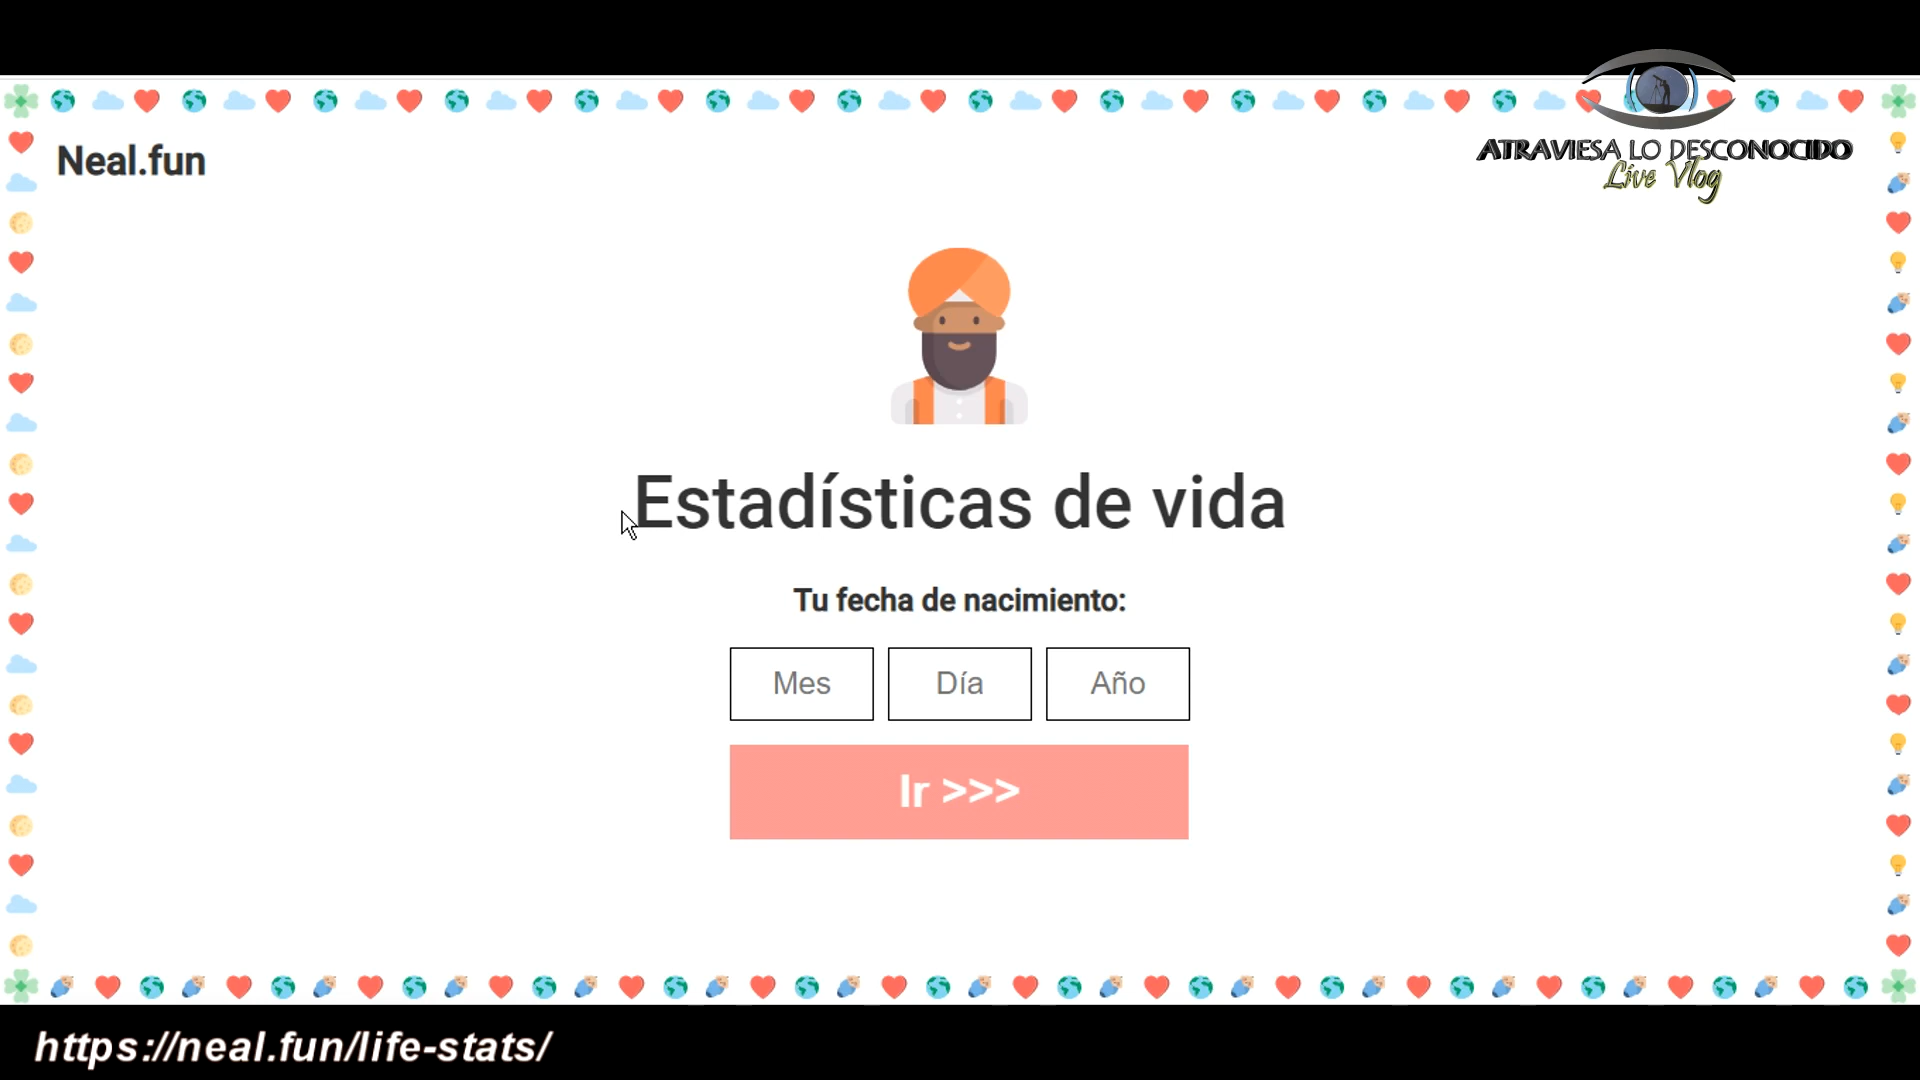 Neal.fun
ATRAVIESA LO DESCONOCIDO
Live Vlog
Estadísticas de vida
Tu fecha de nacimiento:
Mes
Día
Año
Ir >>>
https://neal.fun/life-stats/